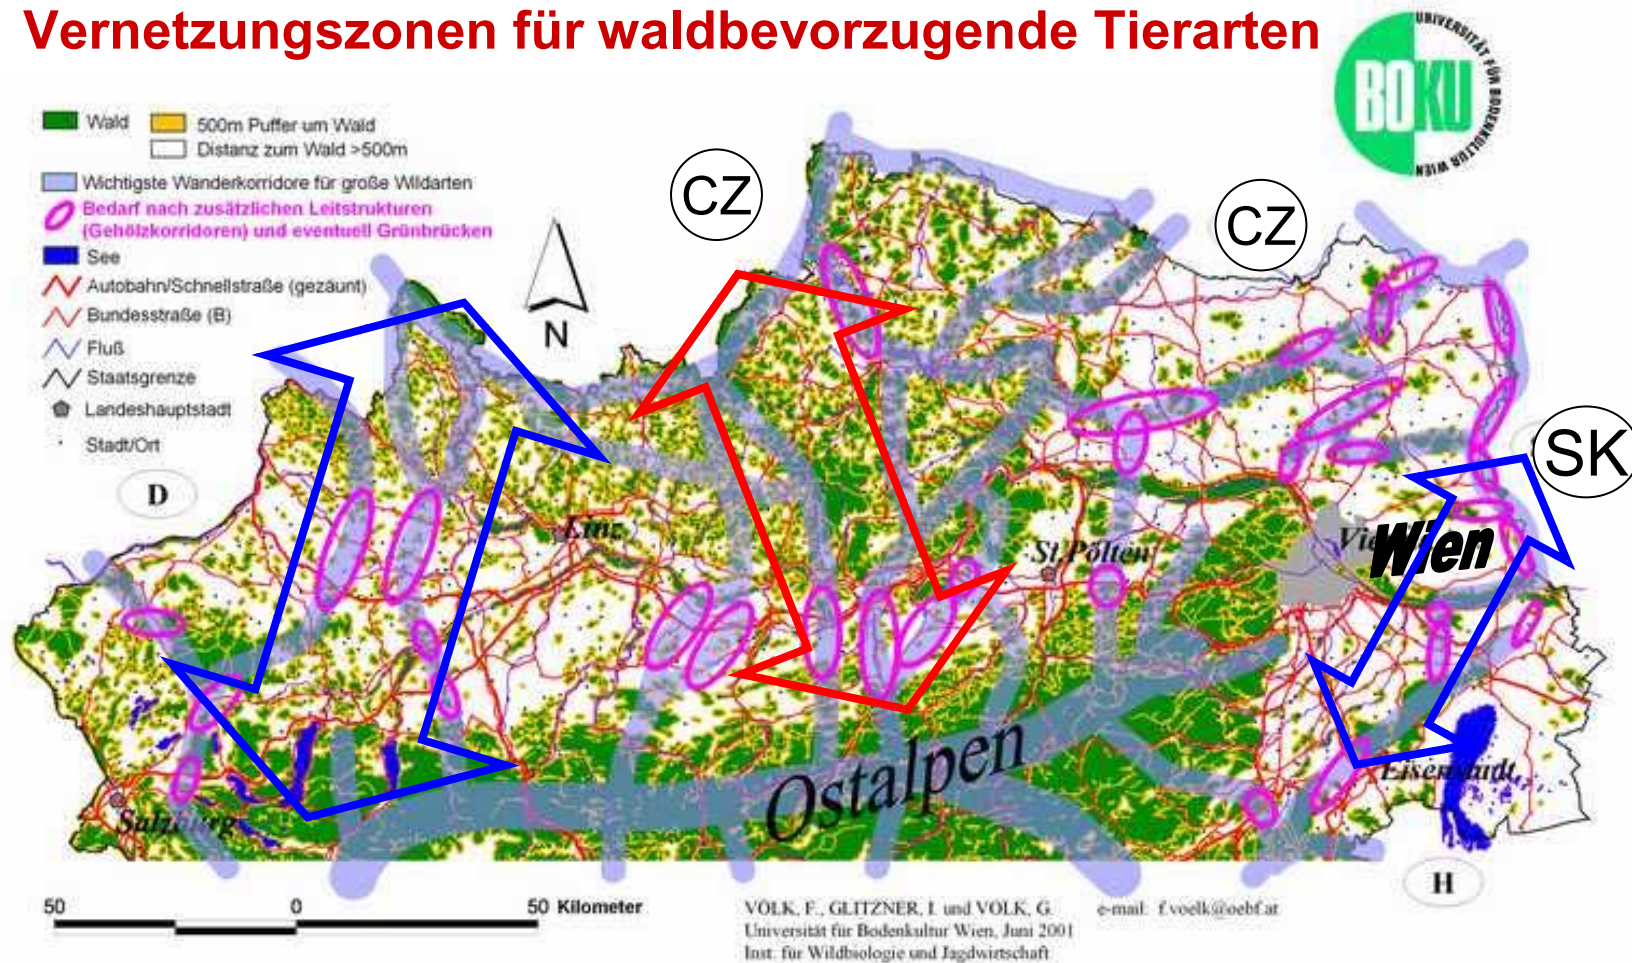 Vernetzungszonen für waldbevorzugende Tierarten
UNIVERSITÄT FÜR BODENKULTUR WIEN
BOKU
Wald
500m Puffer um Wald
Distanz zum Wald >500m
Wichtigste Wanderkorridore für große Wildarten
Bedarf nach zusätzlichen Leitstrukturen
(Gehölzkorridoren) und eventuell Grünbrücken
See
Autobahn/Schnellstraße (gezäunt)
Bundesstraße (B)
Fluß
Staatsgrenze
Landeshauptstadt
Stadt/Ort
N
CZ
CZ
SK
D
Linz
St.Pölten
Wien
Ostalpen
Salzburg
Eisenstadt
H
50 0 50 Kilometer
VÖLK, F., GLITZNER, I. und VÖLK, G.
Universität für Bodenkultur Wien, Juni 2001
Inst. für Wildbiologie und Jagdwirtschaft
e-mail: f.voelk@oebf.at